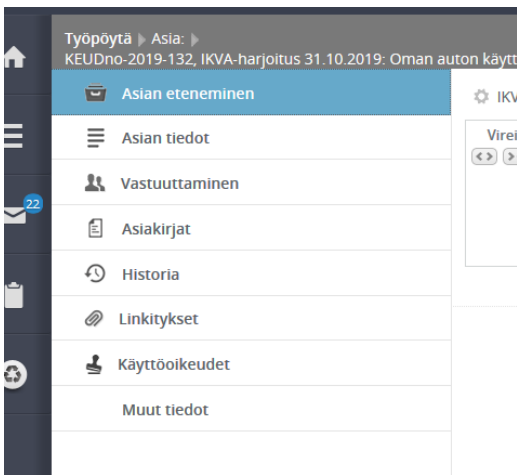 Työpöytä Asia:
KEUDno-2019-132, IKVA-harjoitus 31.10.2019: Oman auton käytt
Asian eteneminen
IKV
Asian tiedot
Virei
Vastuuttaminen
22
Asiakirjat
Historia
Linkitykset
Käyttöoikeudet
Muut tiedot